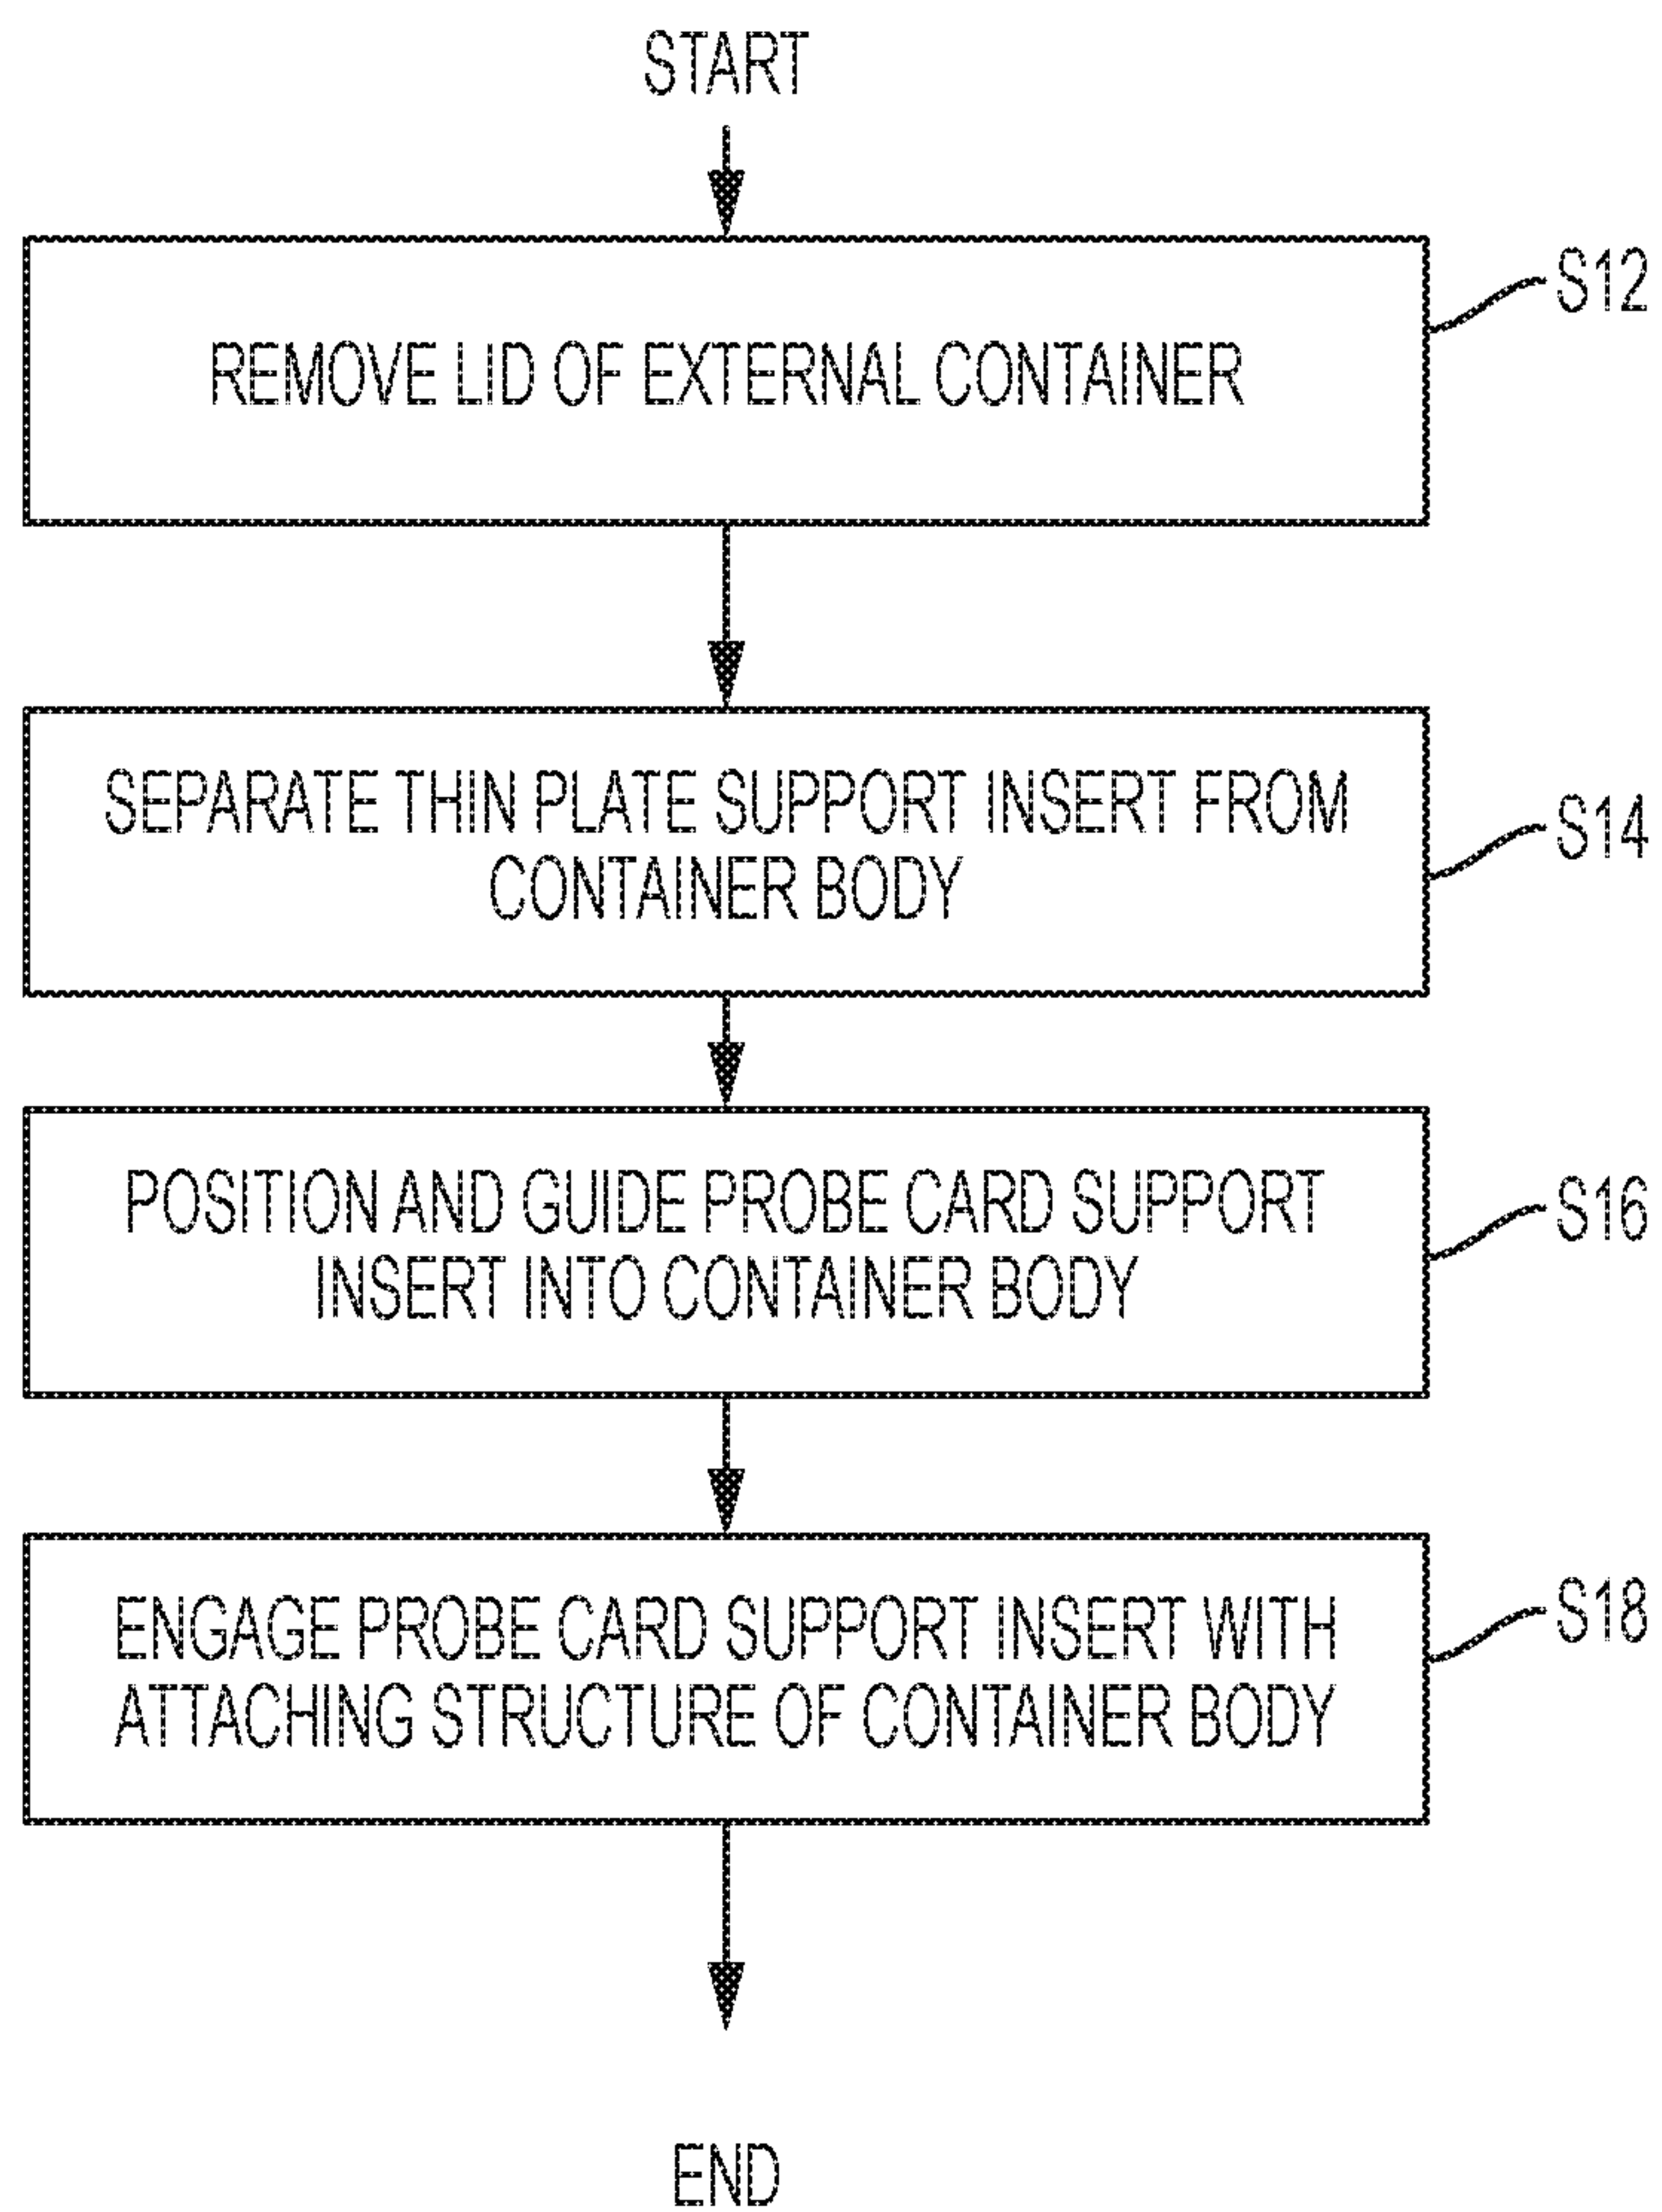 START
REMOVE LID OF EXTERNAL CONTAINER
S12
SEPARATE THIN PLATE SUPPORT INSERT FROM
CONTAINER BODY
S14
POSITION AND GUIDE PROBE CARD SUPPORT
INSERT INTO CONTAINER BODY
S16
ENGAGE PROBE CARD SUPPORT INSERT WITH
ATTACHING STRUCTURE OF CONTAINER BODY
S18
END